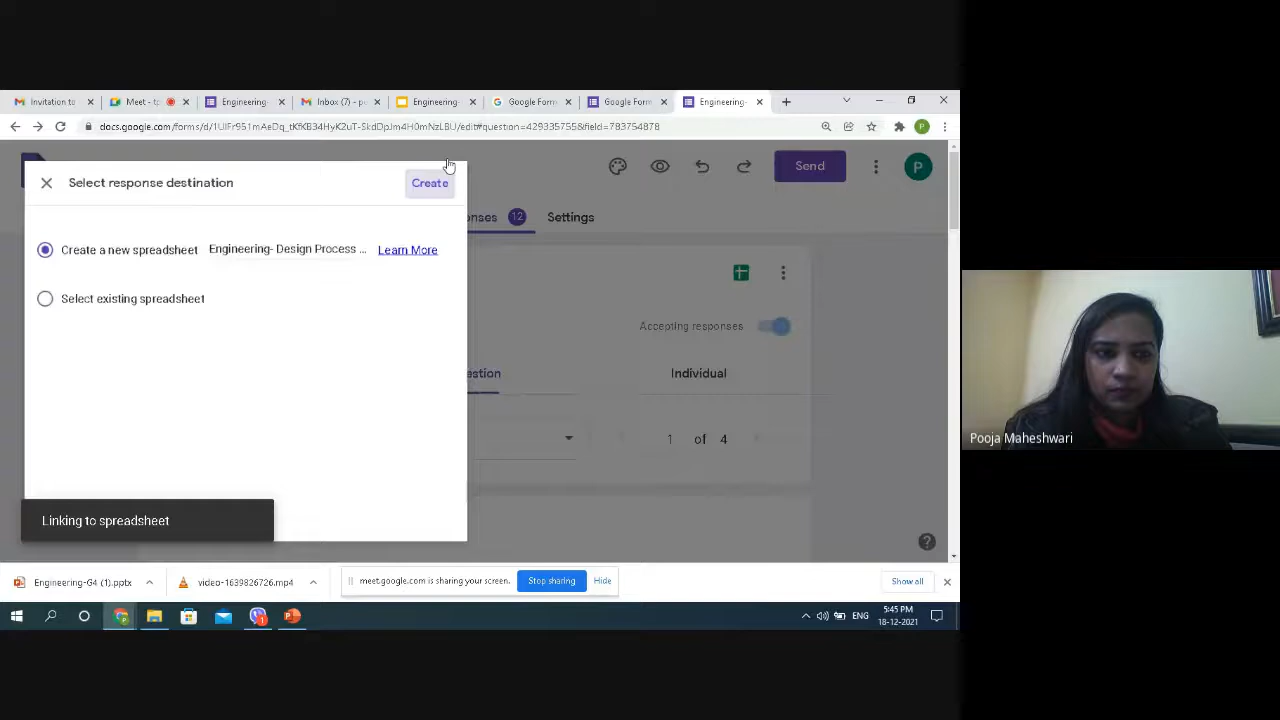 Invitation to
Meet - t
Engineering-
Inbox (7) - p
Engineering-
Google Form
Google Form
Engineering-
Send
P
Select response destination
Create
nses 12
Settings
Create a new spreadsheet
Engineering- Design Process ...
Learn More
Select existing spreadsheet
Accepting responses
estion
Individual
1 of 4
Linking to spreadsheet
Pooja Maheshwari
Engineering-G4 (1).pptx
video-1639826726.mp4
meet.google.com is sharing your screen.
Stop sharing
Hide
Show all
ENG
5:45 PM
18-12-2021